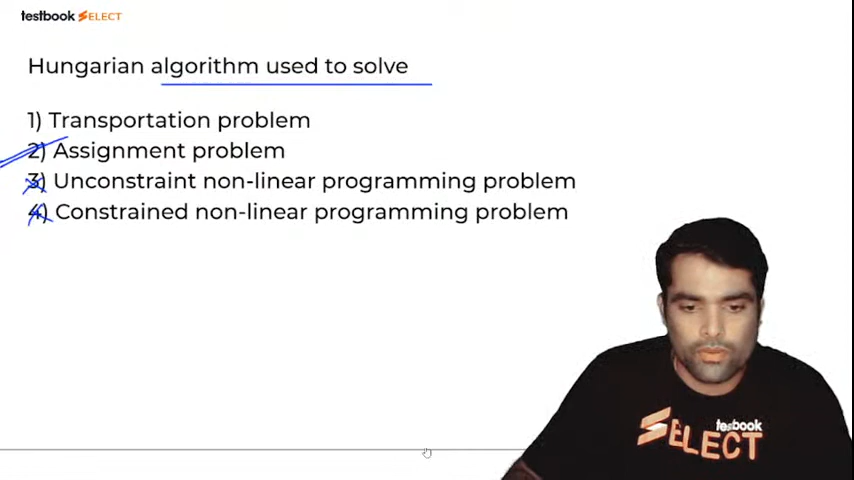 testbook SELECT
Hungarian algorithm used to solve
1) Transportation problem
2) Assignment problem
3) Unconstraint non-linear programming problem
4) Constrained non-linear programming problem
testbook
SELECT